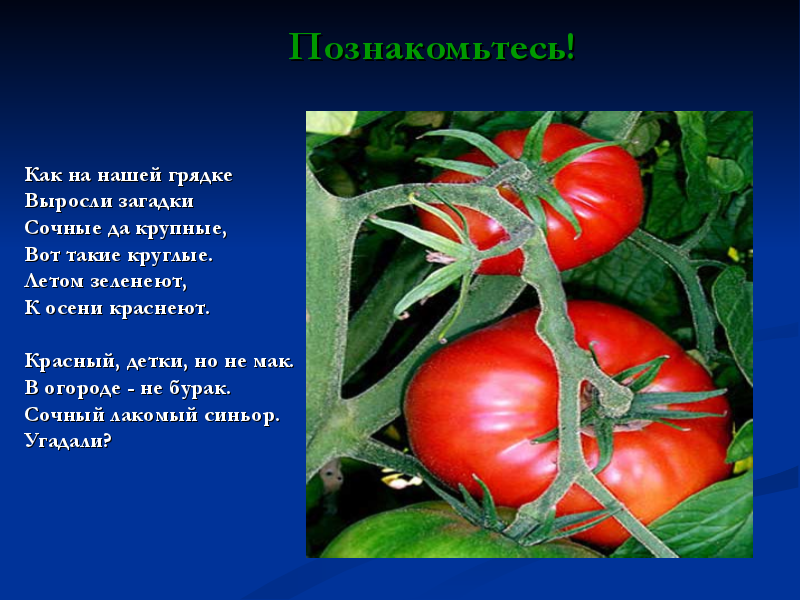 Познакомьтесь!
Как на нашей грядке
Выросли загадки
Сочные да крупные,
Вот такие круглые.
Летом зеленеют,
К осени краснеют.
Красный, детки, но не мак.
В огороде - не бурак.
Сочный лакомый синьор.
Угадали?